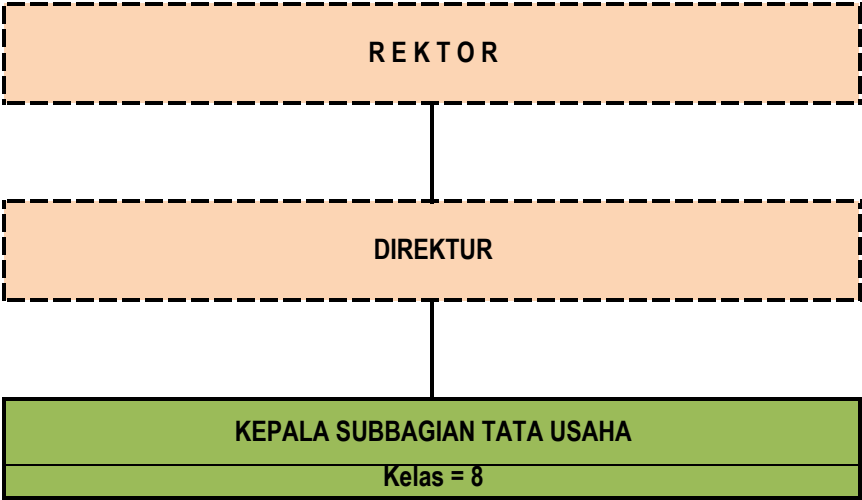 R E K T O R
DIREKTUR
KEPALA SUBBAGIAN TATA USAHA
Kelas = 8